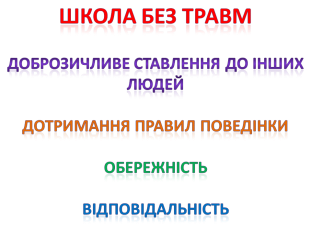 ШКОЛА БЕЗ ТРАВМ
ДОБРОЗИЧЛИВЕ СТАВЛЕННЯ ДО ІНШИХ
ЛЮДЕЙ
ДОТРИМАННЯ ПРАВИЛ ПОВЕДІНКИ
ОБЕРЕЖНІСТЬ
ВІДПОВІДАЛЬНІСТЬ